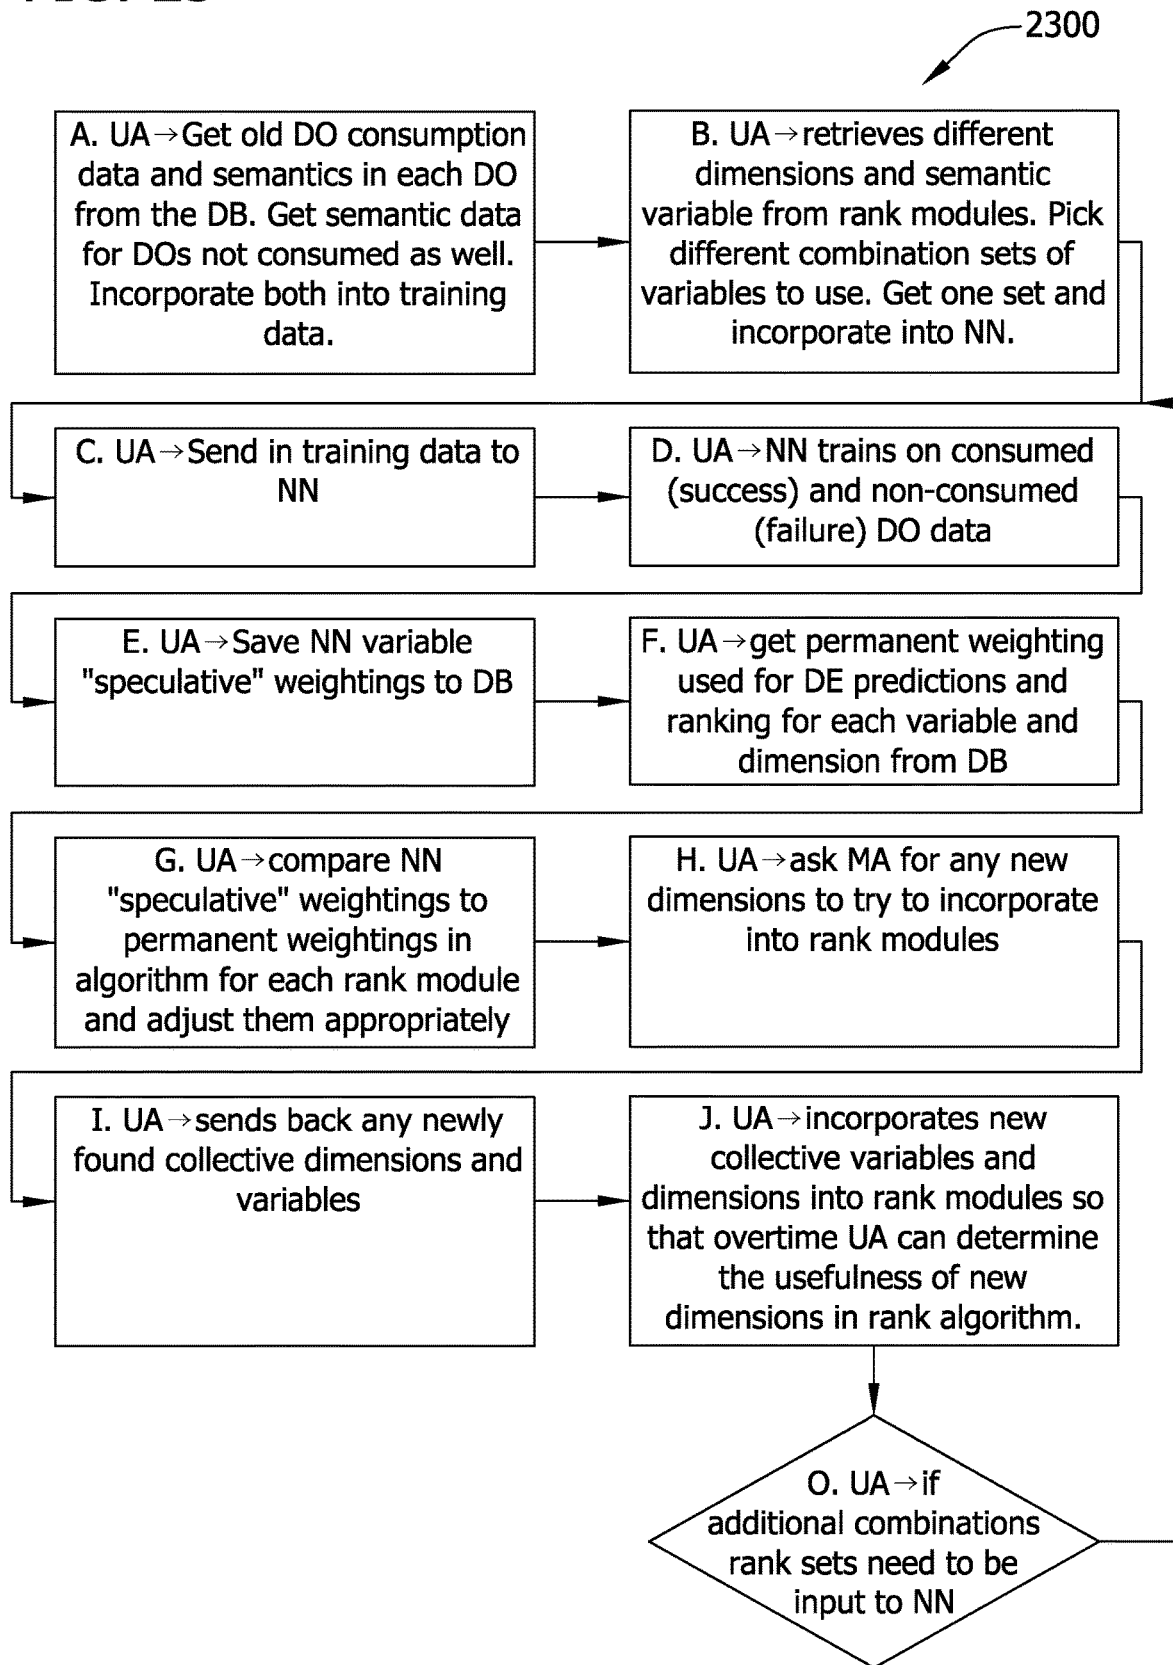 2300
A. UA→Get old DO consumption
data and semantics in each DO
from the DB. Get semantic data
for DOs not consumed as well.
Incorporate both into training
data.
B. UA→retrieves different
dimensions and semantic
variable from rank modules. Pick
different combination sets of
variables to use. Get one set and
incorporate into NN.
C. UA→Send in training data to
NN
D. UA→NN trains on consumed
(success) and non-consumed
(failure) DO data
E. UA→Save NN variable
"speculative" weightings to DB
F. UA→get permanent weighting
used for DE predictions and
ranking for each variable and
dimension from DB
G. UA→compare NN
"speculative" weightings to
permanent weightings in
algorithm for each rank module
and adjust them appropriately
H. UA→ask MA for any new
dimensions to try to incorporate
into rank modules
I. UA→sends back any newly
found collective dimensions and
variables
J. UA→incorporates new
collective variables and
dimensions into rank modules so
that overtime UA can determine
the usefulness of new
dimensions in rank algorithm.
O. UA→if
additional combinations
rank sets need to be
input to NN